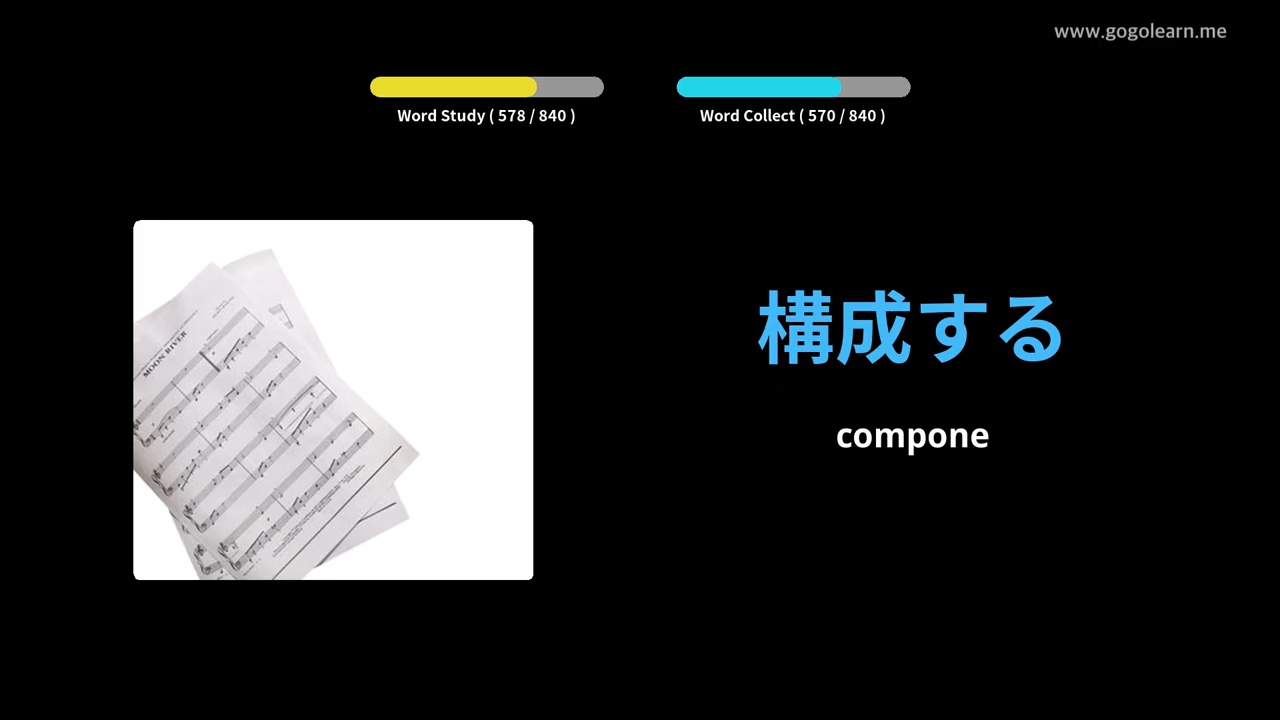 www.gogolearn.me
Word Study ( 578 / 840 )
Word Collect ( 570 / 840 )
MOON RIVER
構成する
compone